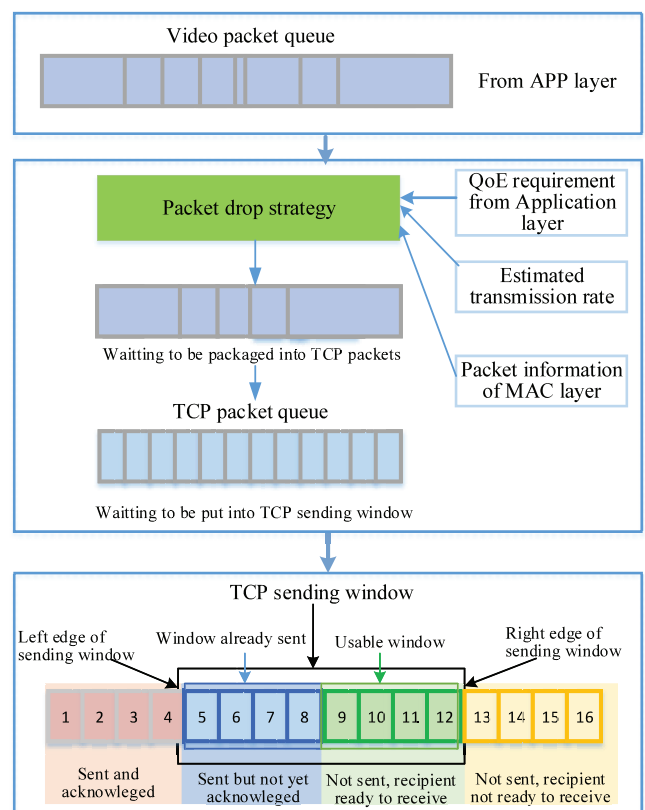 Video packet queue
From APP layer
Packet drop strategy
QoE requirement
from Application
layer
Estimated
transmission rate
Packet information
of MAC layer
Waitting to be packaged into TCP packets
TCP packet queue
Waitting to be put into TCP sending window
TCP sending window
Left edge of
sending window
Window already sent
Usable window
Right edge of
sending window
1 2 3 4 5 6 7 8 9 10 11 12 13 14 15 16
Sent and
acknowleged
Sent but not yet
acknowleged
Not sent, recipient
ready to receive
Not sent, recipient
not ready to receive